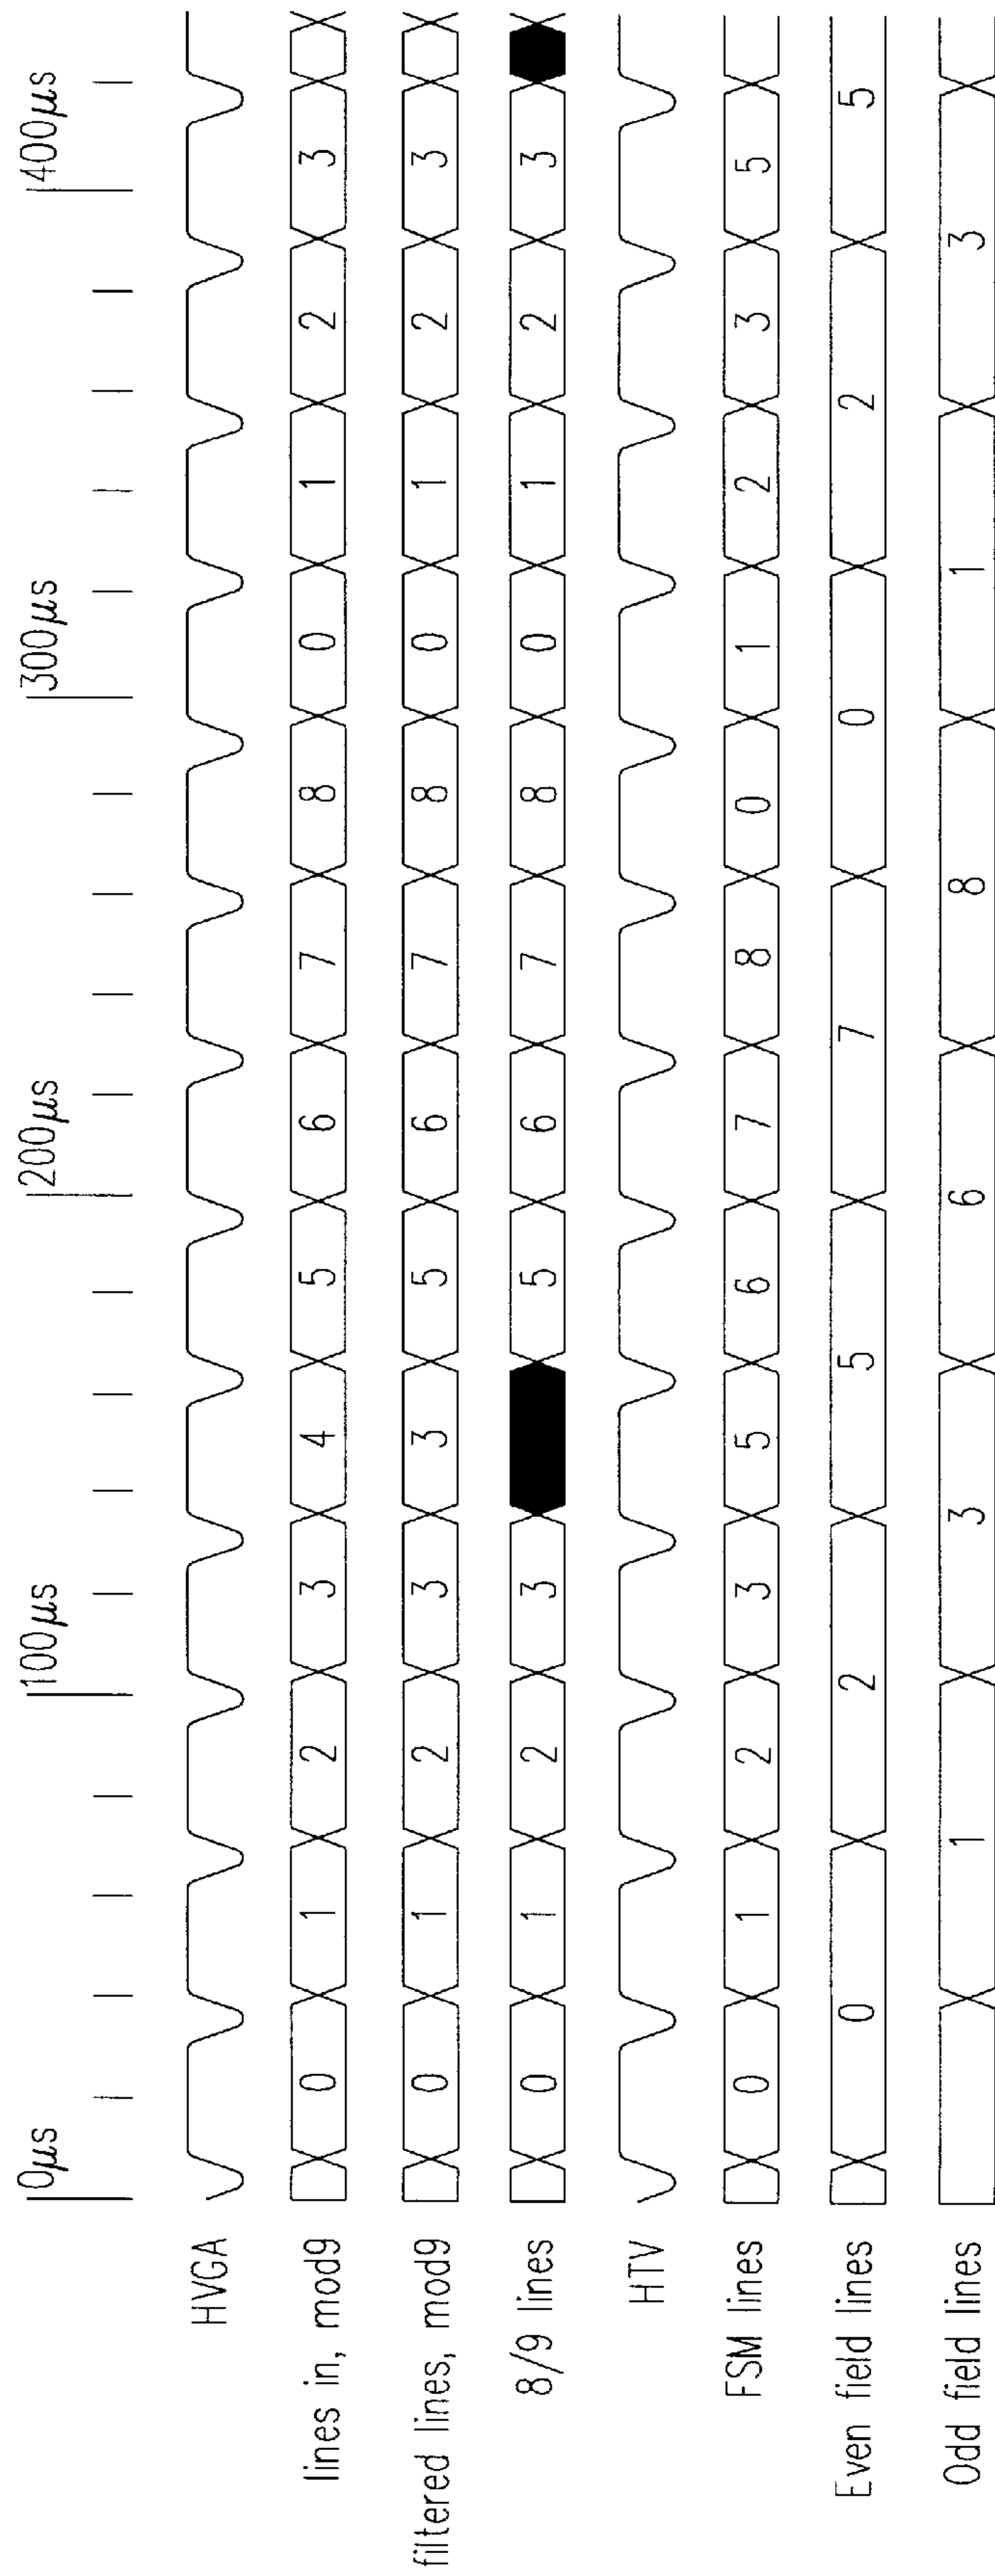 0μs 100μs 200μs 300μs 400μs
HVGA
lines in, mod9 0 1 2 3 4 5 6 7 8 0 1 2 3
filtered lines, mod9 0 1 2 3 3 5 6 7 8 0 1 2 3
8/9 lines 0 1 2 3 5 6 7 8 0 1 2 3
HTV
FSM lines 0 1 2 3 5 6 7 8 0 1 2 3 5
Even field lines 0 2 5 7 0 2 5
Odd field lines 1 3 6 8 1 3